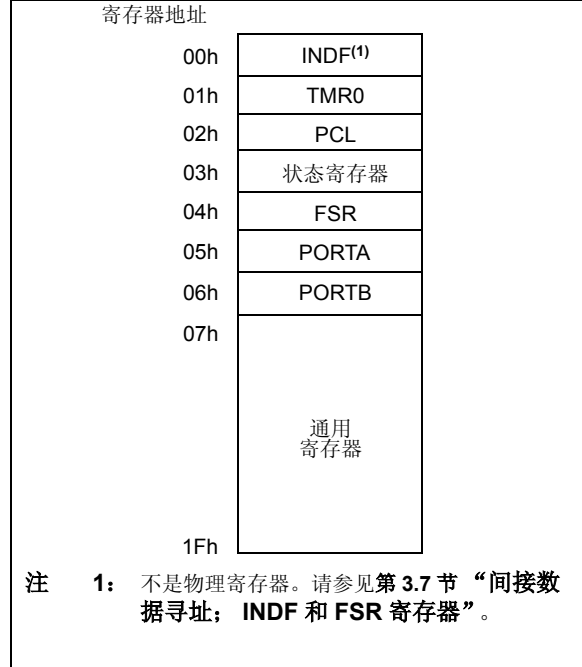 寄存器地址
00h INDF(1)
01h TMR0
02h PCL
03h 状态寄存器
04h FSR
05h PORTA
06h PORTB
07h
通用
寄存器
1Fh
注 1: 不是物理寄存器。请参见第 3.7 节 “间接数
据寻址； INDF 和 FSR 寄存器”。